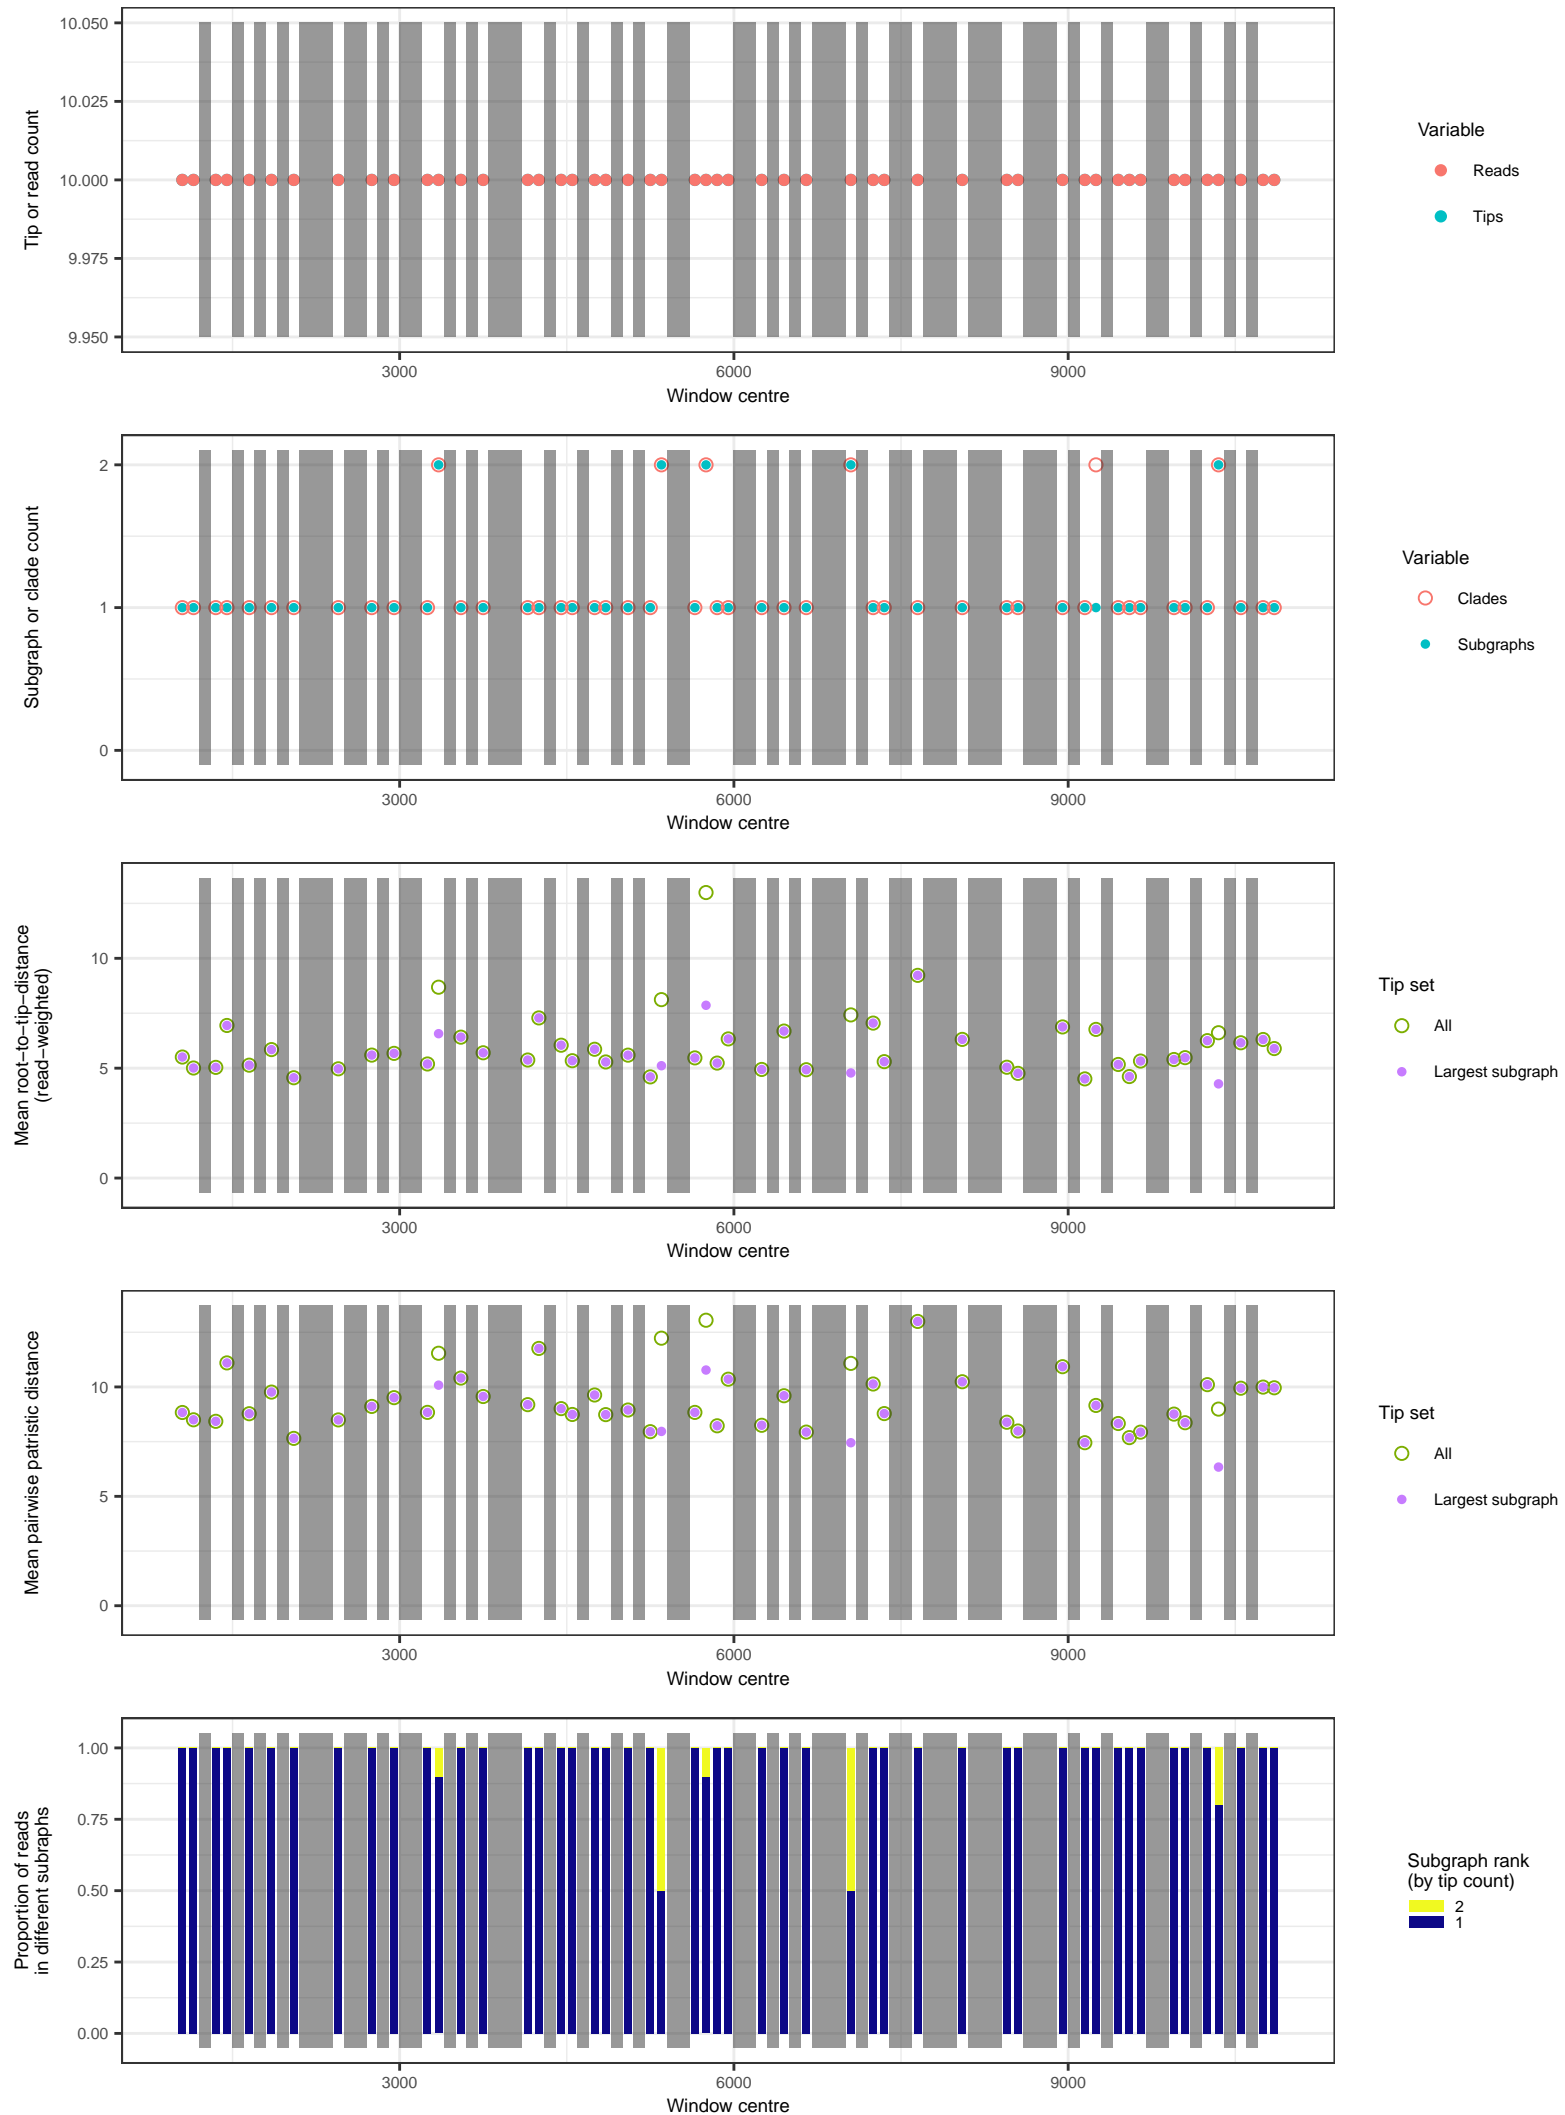 10.050
10.025
10.000
9.975
9.950
Tip or read count
3000
6000
9000
Window centre
Variable
Reads
Tips
2
1
0
Subgraph or clade count
3000
6000
9000
Window centre
Variable
Clades
Subgraphs
10
5
0
Mean root−to−tip−distance
(read−weighted)
3000
6000
9000
Window centre
Tip set
All
Largest subgraph
10
5
0
Mean pairwise patristic distance
3000
6000
9000
Window centre
Tip set
All
Largest subgraph
1.00
0.75
0.50
0.25
0.00
Proportion of reads
in different subraphs
3000
6000
9000
Window centre
Subgraph rank
(by tip count)
2
1